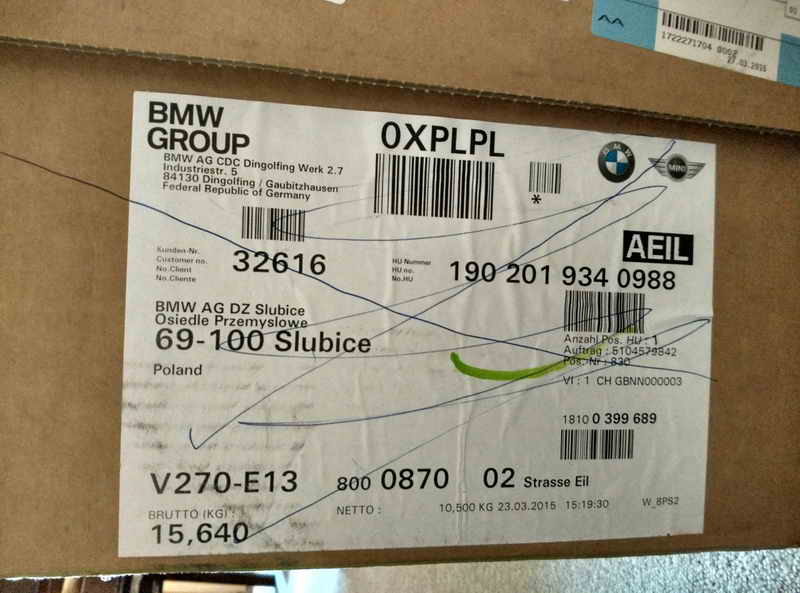 1722271704 9002
27.03.2015
BMW
GROUP
0XPLPL
BMW AG CDC Dingolfing Werk 2.7
Industriestr. 5
84130 Dingolfing / Gaubitzhausen
Federal Republic of Germany
BMW
MINI
*
AEIL
Kunden-Nr.
Customer no.
No.Client
No.Cliente
32616
HU-Nummer
HU.no.
No.HU
190 201 934 0988
BMW AG DZ Slubice
Osiedle Przemyslowe
69-100 Slubice
Poland
Anzahl Pos. HU : 1
Auftrag : 5104579842
Pos.-Nr : 830
VI : 1 CH GBNN000003
1810 0 399 689
V270-E13
800 0870
02 Strasse Eil
BRUTTO (KG) :
15,640
NETTO :
10,500 KG 23.03.2015 15:19:30
W_8PS2